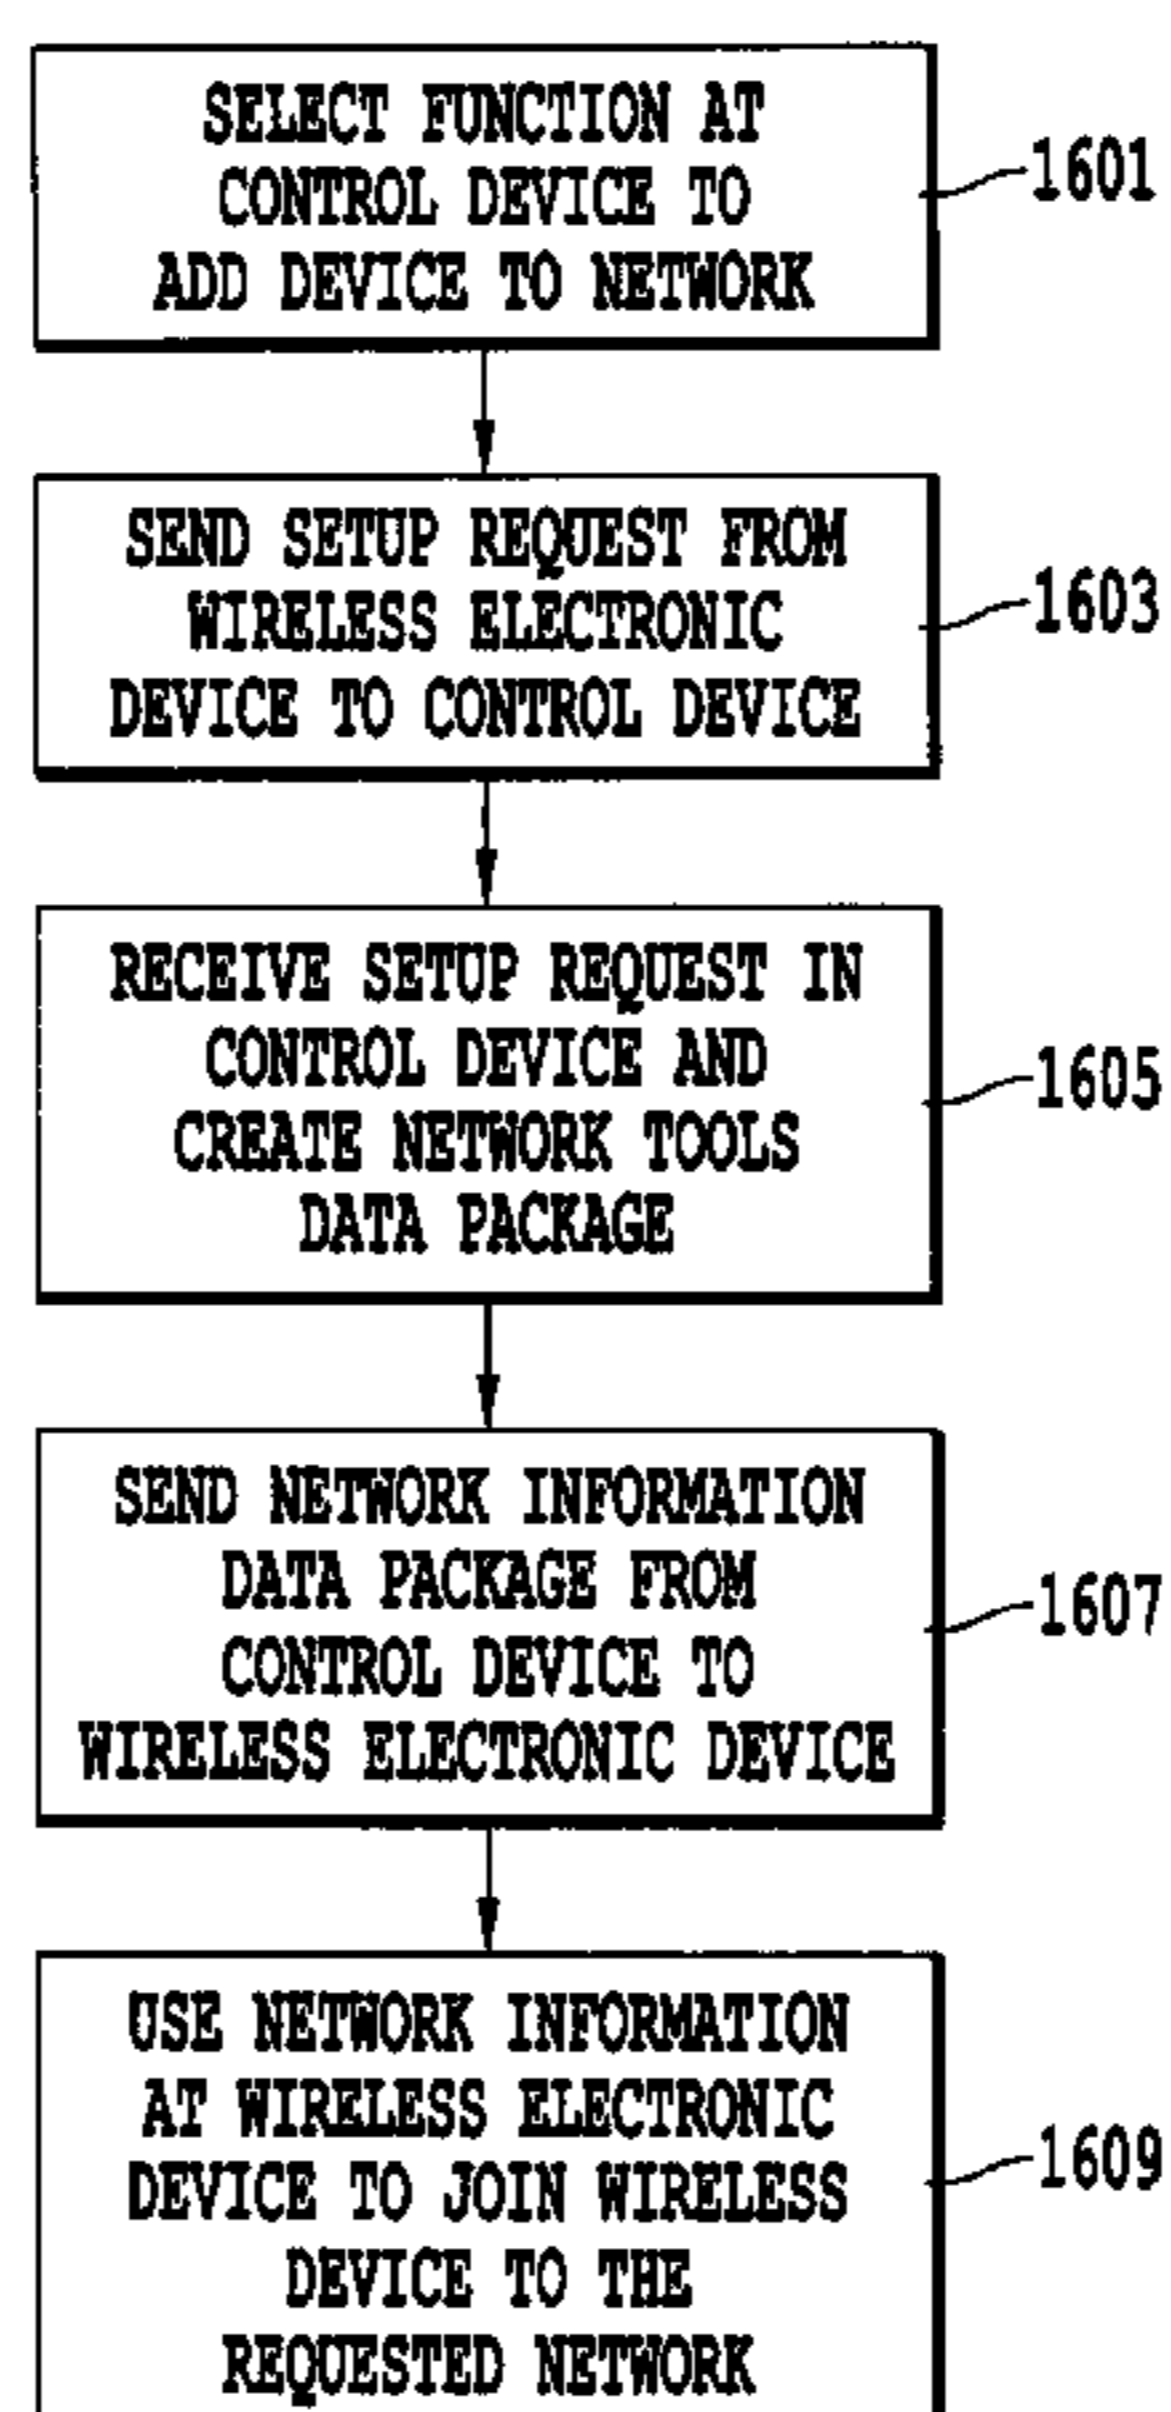 SELECT FUNCTION AT
CONTROL DEVICE TO
ADD DEVICE TO NETWORK
1601
SEND SETUP REQUEST FROM
WIRELESS ELECTRONIC
DEVICE TO CONTROL DEVICE
1603
RECEIVE SETUP REQUEST IN
CONTROL DEVICE AND
CREATE NETWORK TOOLS
DATA PACKAGE
1605
SEND NETWORK INFORMATION
DATA PACKAGE FROM
CONTROL DEVICE TO
WIRELESS ELECTRONIC DEVICE
1607
USE NETWORK INFORMATION
AT WIRELESS ELECTRONIC
DEVICE TO JOIN WIRELESS
DEVICE TO THE
REQUESTED NETWORK
1609